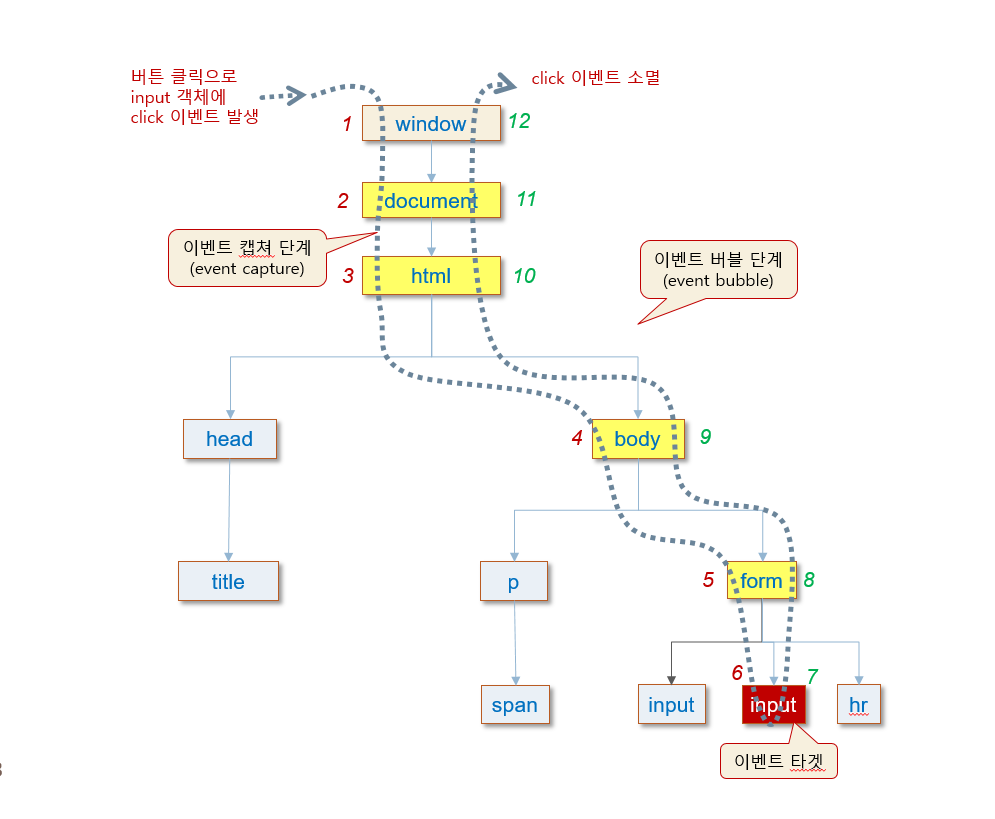 버튼 클릭으로
input 객체에
click 이벤트 발생
click 이벤트 소멸
1
window
12
2
document
11
이벤트 캡쳐 단계
(event capture)
3
html
10
이벤트 버블 단계
(event bubble)
head
4
body
9
title
p
5
form
8
6
7
span
input
input
hr
이벤트 타겟